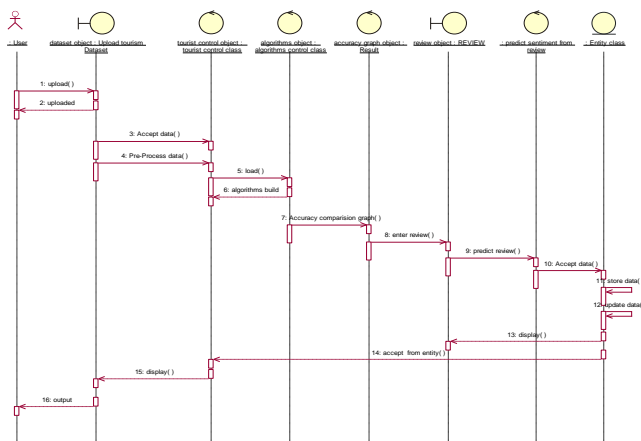 : User
dataset object : Upload tourism
Dataset
tourist control object :
tourist control class
algorithms object :
algorithms control class
accuracy graph object :
Result
review object : REVIEW
: predict sentiment from
review
: Entity class
1: upload( )
2: uploaded
3: Accept data( )
4: Pre-Process data( )
5: load( )
6: algorithms build
7: Accuracy comparision graph( )
8: enter review( )
9: predict review( )
10: Accept data( )
11: store data(
12: update data(
13: display( )
14: accept from entity( )
15: display( )
16: output